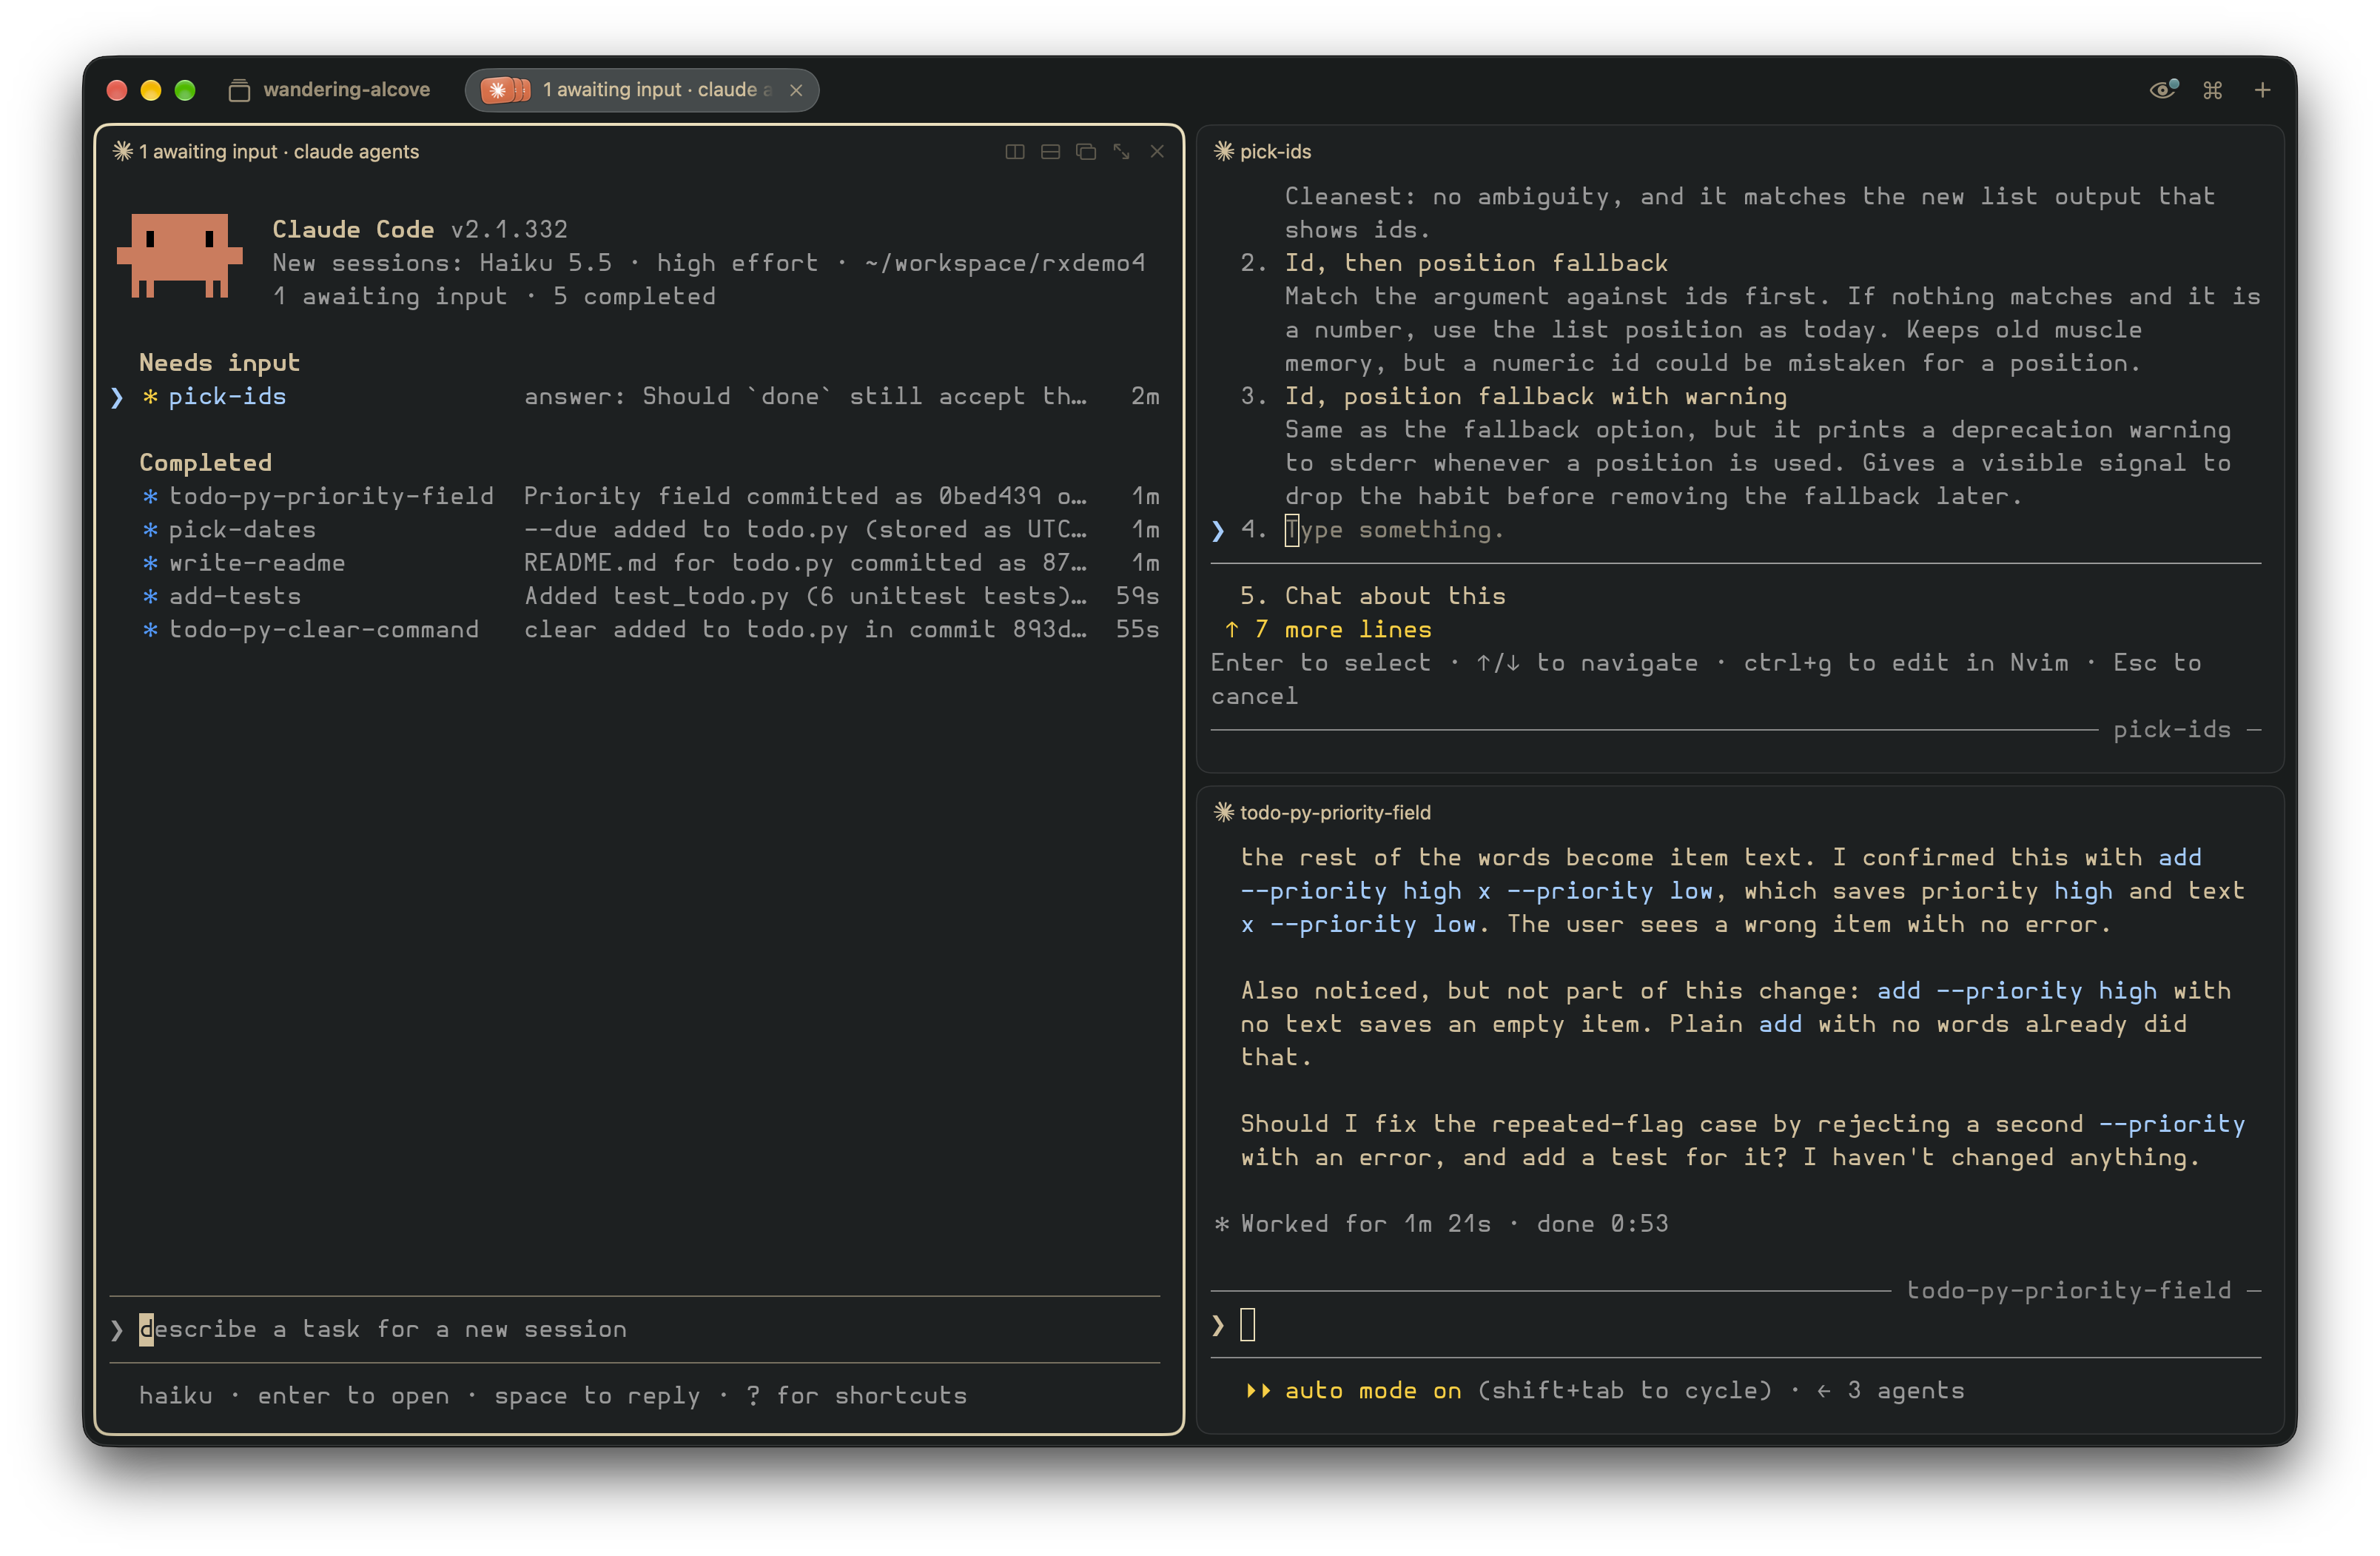 wandering-alcove
1 awaiting input · claude a
1 awaiting input · claude agents
Claude Code v2.1.332
New sessions: Haiku 5.5 · high effort · ~/workspace/rxdemo4
1 awaiting input · 5 completed
Needs input
❯ * pick-ids answer: Should `done` still accept th… 2m
Completed
* todo-py-priority-field Priority field committed as 0bed439 o… 1m
* pick-dates --due added to todo.py (stored as UTC… 1m
* write-readme README.md for todo.py committed as 87… 1m
* add-tests Added test_todo.py (6 unittest tests)… 59s
* todo-py-clear-command clear added to todo.py in commit 893d… 55s
❯ describe a task for a new session
haiku · enter to open · space to reply · ? for shortcuts
pick-ids
Cleanest: no ambiguity, and it matches the new list output that
shows ids.
2. Id, then position fallback
Match the argument against ids first. If nothing matches and it is
a number, use the list position as today. Keeps old muscle
memory, but a numeric id could be mistaken for a position.
3. Id, position fallback with warning
Same as the fallback option, but it prints a deprecation warning
to stderr whenever a position is used. Gives a visible signal to
drop the habit before removing the fallback later.
❯ 4. Type something.
5. Chat about this
↑ 7 more lines
Enter to select · ↑/↓ to navigate · ctrl+g to edit in Nvim · Esc to
cancel
pick-ids
todo-py-priority-field
the rest of the words become item text. I confirmed this with add
--priority high x --priority low, which saves priority high and text
x --priority low. The user sees a wrong item with no error.
Also noticed, but not part of this change: add --priority high with
no text saves an empty item. Plain add with no words already did
that.
Should I fix the repeated-flag case by rejecting a second --priority
with an error, and add a test for it? I haven't changed anything.
* Worked for 1m 21s · done 0:53
todo-py-priority-field
❯
⏵⏵ auto mode on (shift+tab to cycle) · ← 3 agents